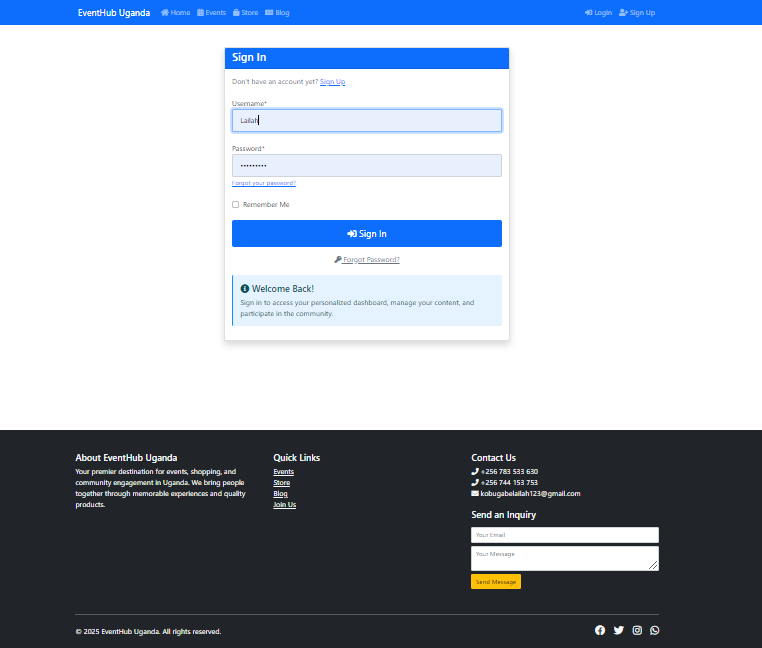 EventHub Uganda Home Events Store Blog Login Sign Up
Sign In
Don't have an account yet? Sign Up
Username*
Lailah
Password*
•••••••••
Forgot your password?
Remember Me
Sign In
Forgot Password?
Welcome Back!
Sign in to access your personalized dashboard, manage your content, and
participate in the community.
About EventHub Uganda
Your premier destination for events, shopping, and
community engagement in Uganda. We bring people
together through memorable experiences and quality
products.
Quick Links
Events
Store
Blog
Join Us
Contact Us
+256 783 533 630
+256 744 153 753
kobugabelailah123@gmail.com
Send an Inquiry
Your Email
Your Message
Send Message
© 2025 EventHub Uganda. All rights reserved.